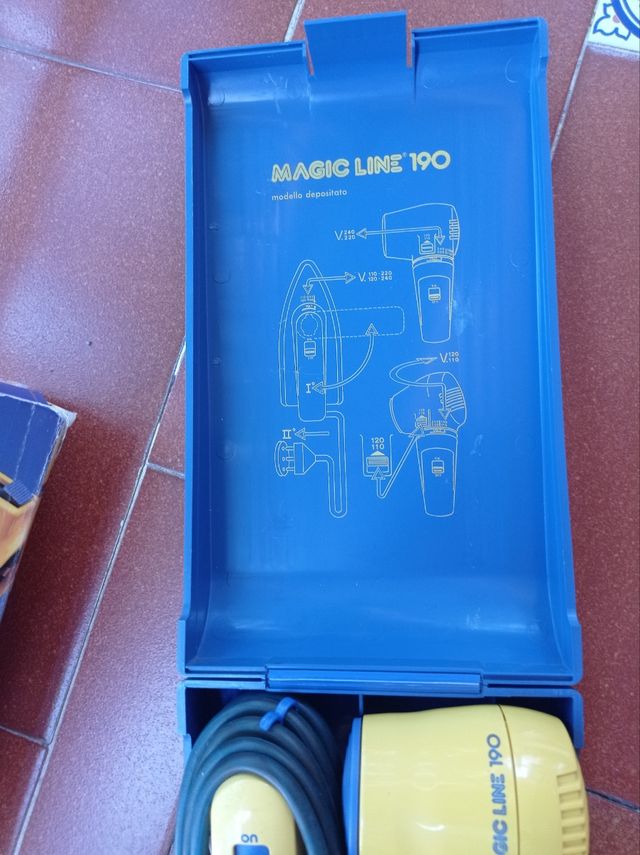 MAGIC LINE® 190
modello depositato
V. 240
220
V. 110-220
120-240
V. 120
110
I°
II°
120
110
ON
GIC LINE 190